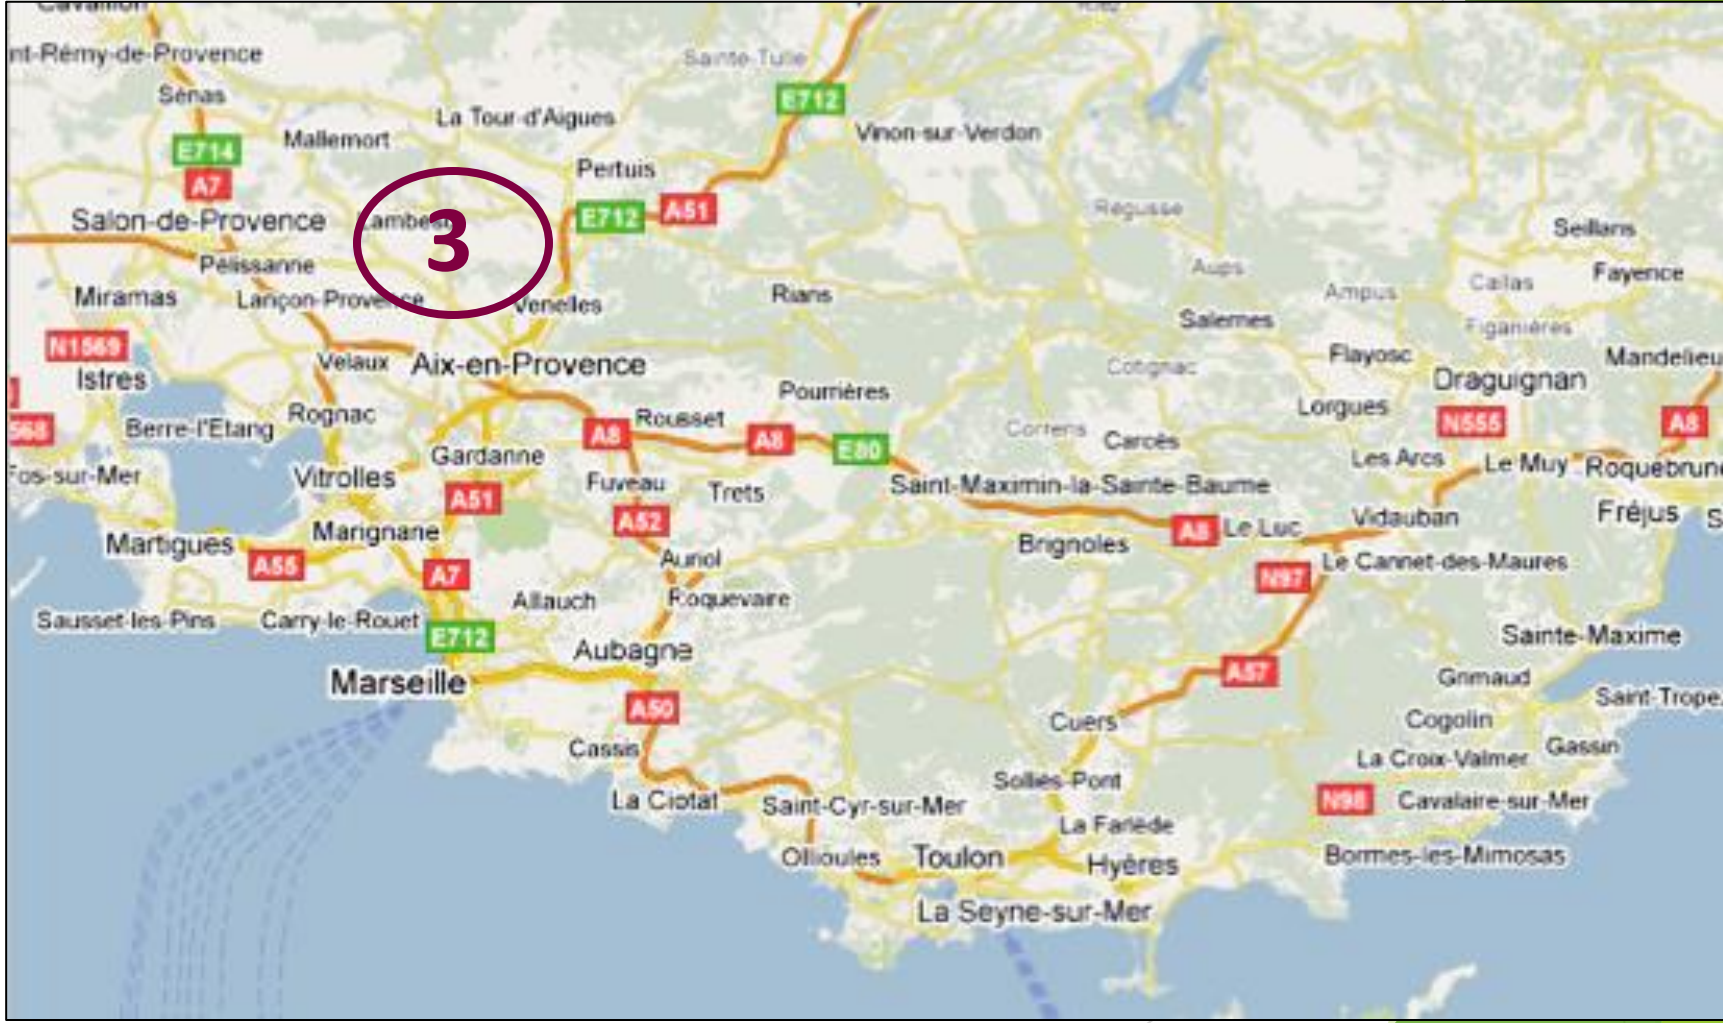 Cavaillon
nt-Rémy-de-Provence
Sainte-Tulle
Sénas
E712
La Tour-d'Aigues
Mallemort
Vinon-sur-Verdon
E714
Pertuis
A7
Salon-de-Provence
Lambesc
3
E712
A51
Régusse
Seillans
Pélissanne
Aups
Fayence
Miramas
Lançon-Provence
Venelles
Rians
Ampus
Callas
Salernes
Figanières
N1569
Velaux
Aix-en-Provence
Cotignac
Flayosc
Mandelieu
Istres
Pourrières
Draguignan
568
Berre-l'Etang
Rognac
A8
Rousset
A8
E80
Correns
Carcès
Lorgues
N555
A8
Fos-sur-Mer
Vitrolles
Gardanne
Fuveau
Trets
Saint-Maximin-la-Sainte-Baume
Les Arcs
Le Muy
Roquebrune
A51
A52
Martigues
Marignane
Auriol
Brignoles
A8
Le Luc
Vidauban
Fréjus
S
A55
A7
N97
Le Cannet-des-Maures
Sausset-les-Pins
Carry-le-Rouet
Allauch
Roquevaire
E712
Aubagne
Sainte-Maxime
Marseille
A57
Grimaud
Saint-Trope
A50
Cuers
Cogolin
Cassis
La Croix-Valmer
Gassin
La Ciotat
Saint-Cyr-sur-Mer
Solliès-Pont
N98
Cavalaire-sur-Mer
La Farlède
Ollioules
Toulon
Hyères
Bormes-les-Mimosas
La Seyne-sur-Mer